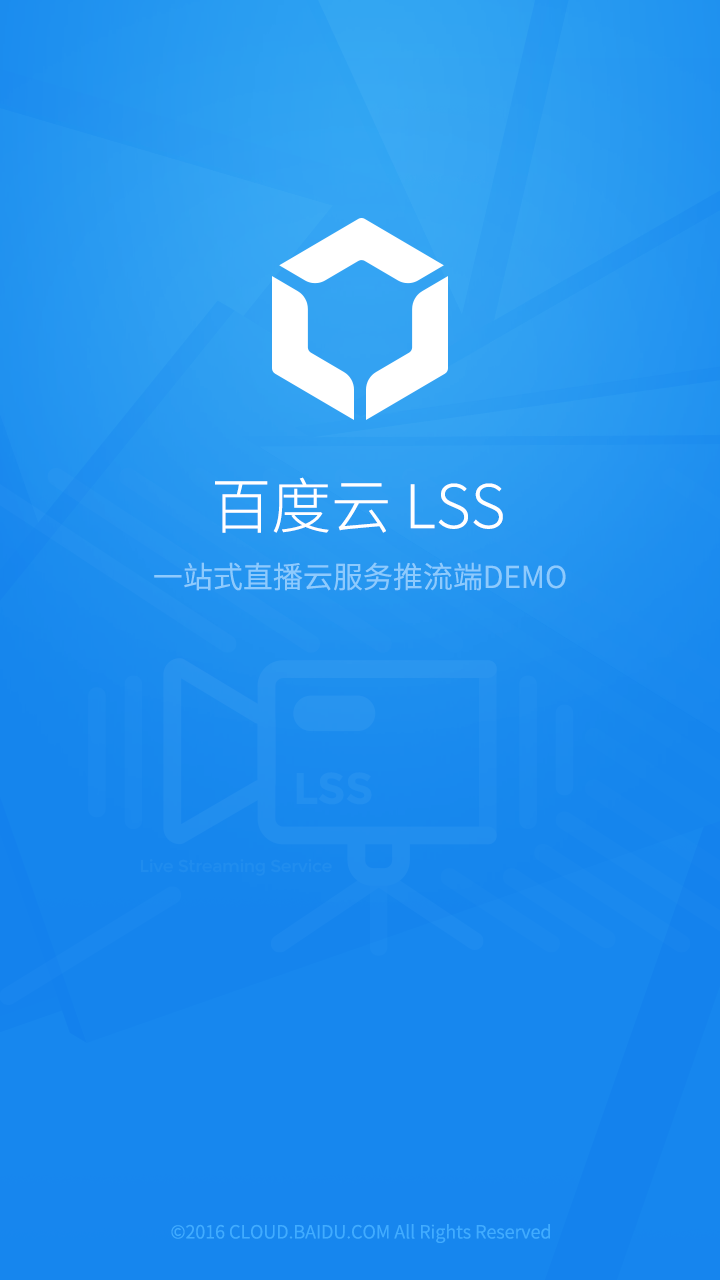 百度云 LSS
一站式直播云服务推流端DEMO
LSS
Live Streaming Service
©2016 CLOUD.BAIDU.COM All Rights Reserved